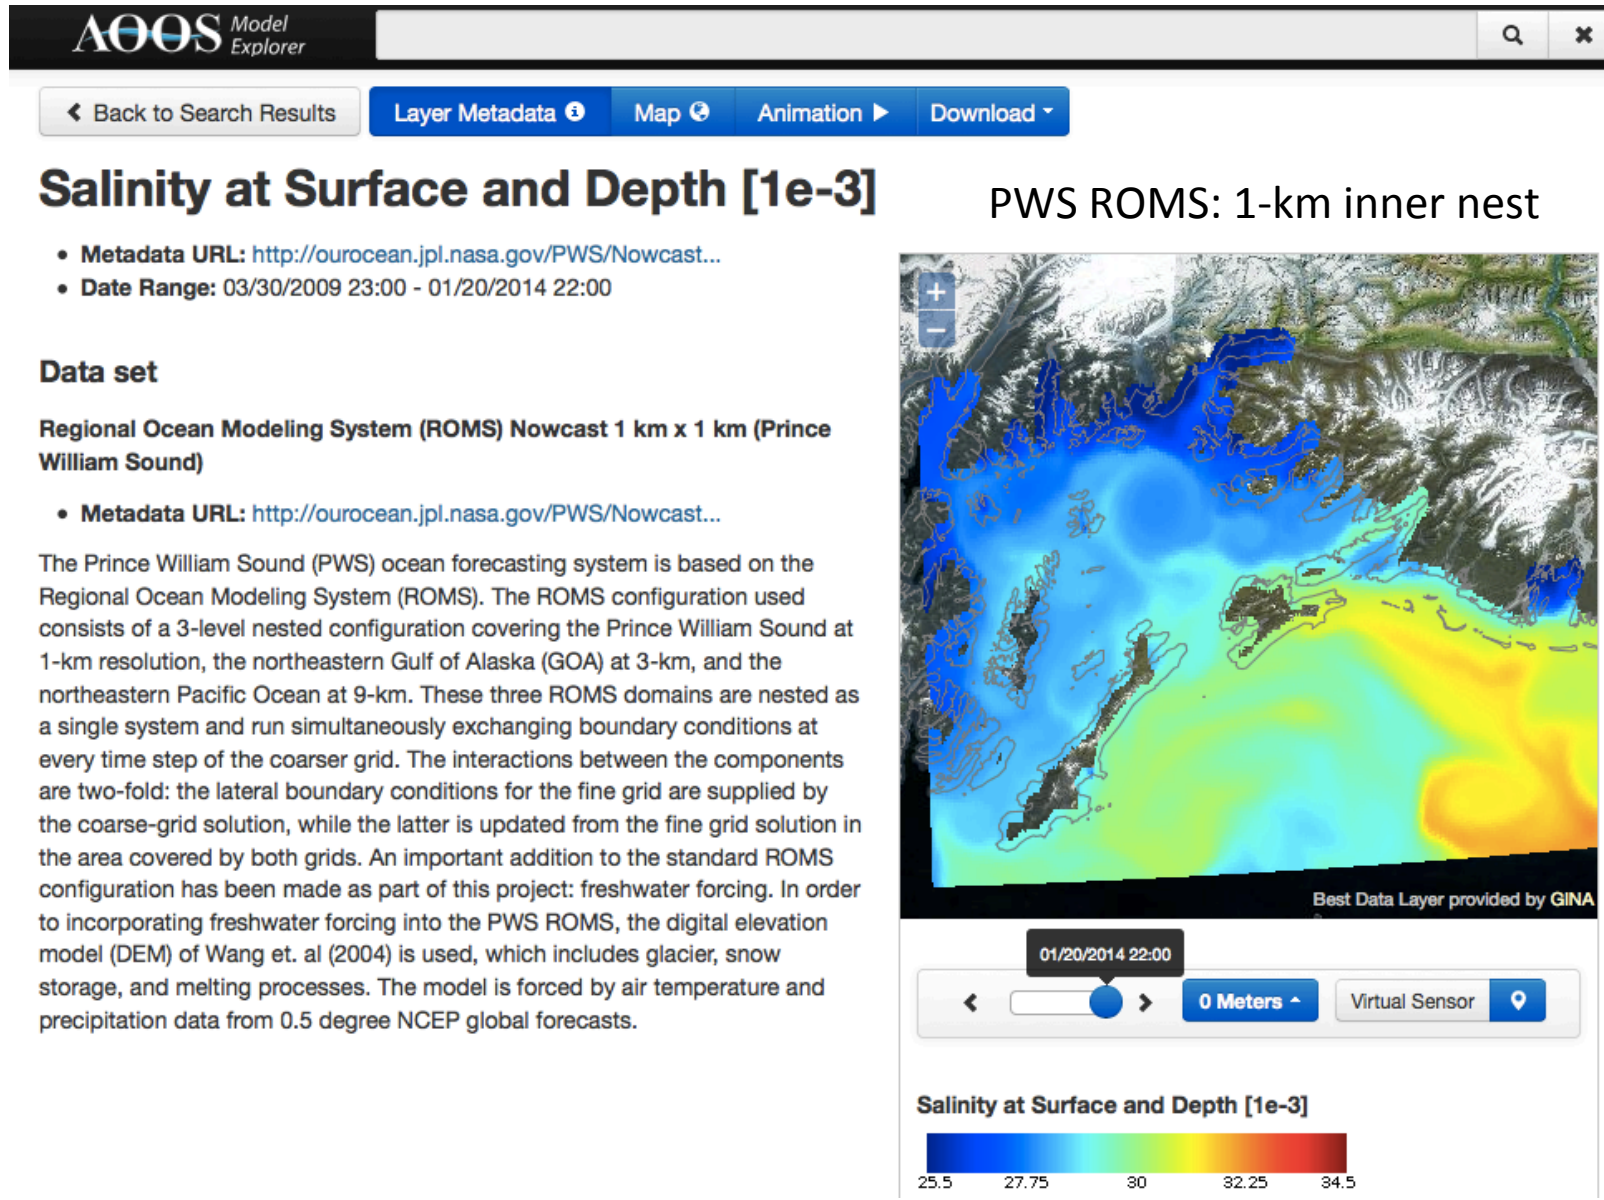 AOOS Model Explorer
Back to Search Results
Layer Metadata
Map
Animation
Download
Salinity at Surface and Depth [1e-3]
PWS ROMS: 1-km inner nest
• Metadata URL: http://ourocean.jpl.nasa.gov/PWS/Nowcast...
• Date Range: 03/30/2009 23:00 - 01/20/2014 22:00
Data set
Regional Ocean Modeling System (ROMS) Nowcast 1 km x 1 km (Prince
William Sound)
• Metadata URL: http://ourocean.jpl.nasa.gov/PWS/Nowcast...
The Prince William Sound (PWS) ocean forecasting system is based on the
Regional Ocean Modeling System (ROMS). The ROMS configuration used
consists of a 3-level nested configuration covering the Prince William Sound at
1-km resolution, the northeastern Gulf of Alaska (GOA) at 3-km, and the
northeastern Pacific Ocean at 9-km. These three ROMS domains are nested as
a single system and run simultaneously exchanging boundary conditions at
every time step of the coarser grid. The interactions between the components
are two-fold: the lateral boundary conditions for the fine grid are supplied by
the coarse-grid solution, while the latter is updated from the fine grid solution in
the area covered by both grids. An important addition to the standard ROMS
configuration has been made as part of this project: freshwater forcing. In order
to incorporating freshwater forcing into the PWS ROMS, the digital elevation
model (DEM) of Wang et. al (2004) is used, which includes glacier, snow
storage, and melting processes. The model is forced by air temperature and
precipitation data from 0.5 degree NCEP global forecasts.
+
−
Best Data Layer provided by GINA
01/20/2014 22:00
0 Meters
Virtual Sensor
Salinity at Surface and Depth [1e-3]
25.5 27.75 30 32.25 34.5